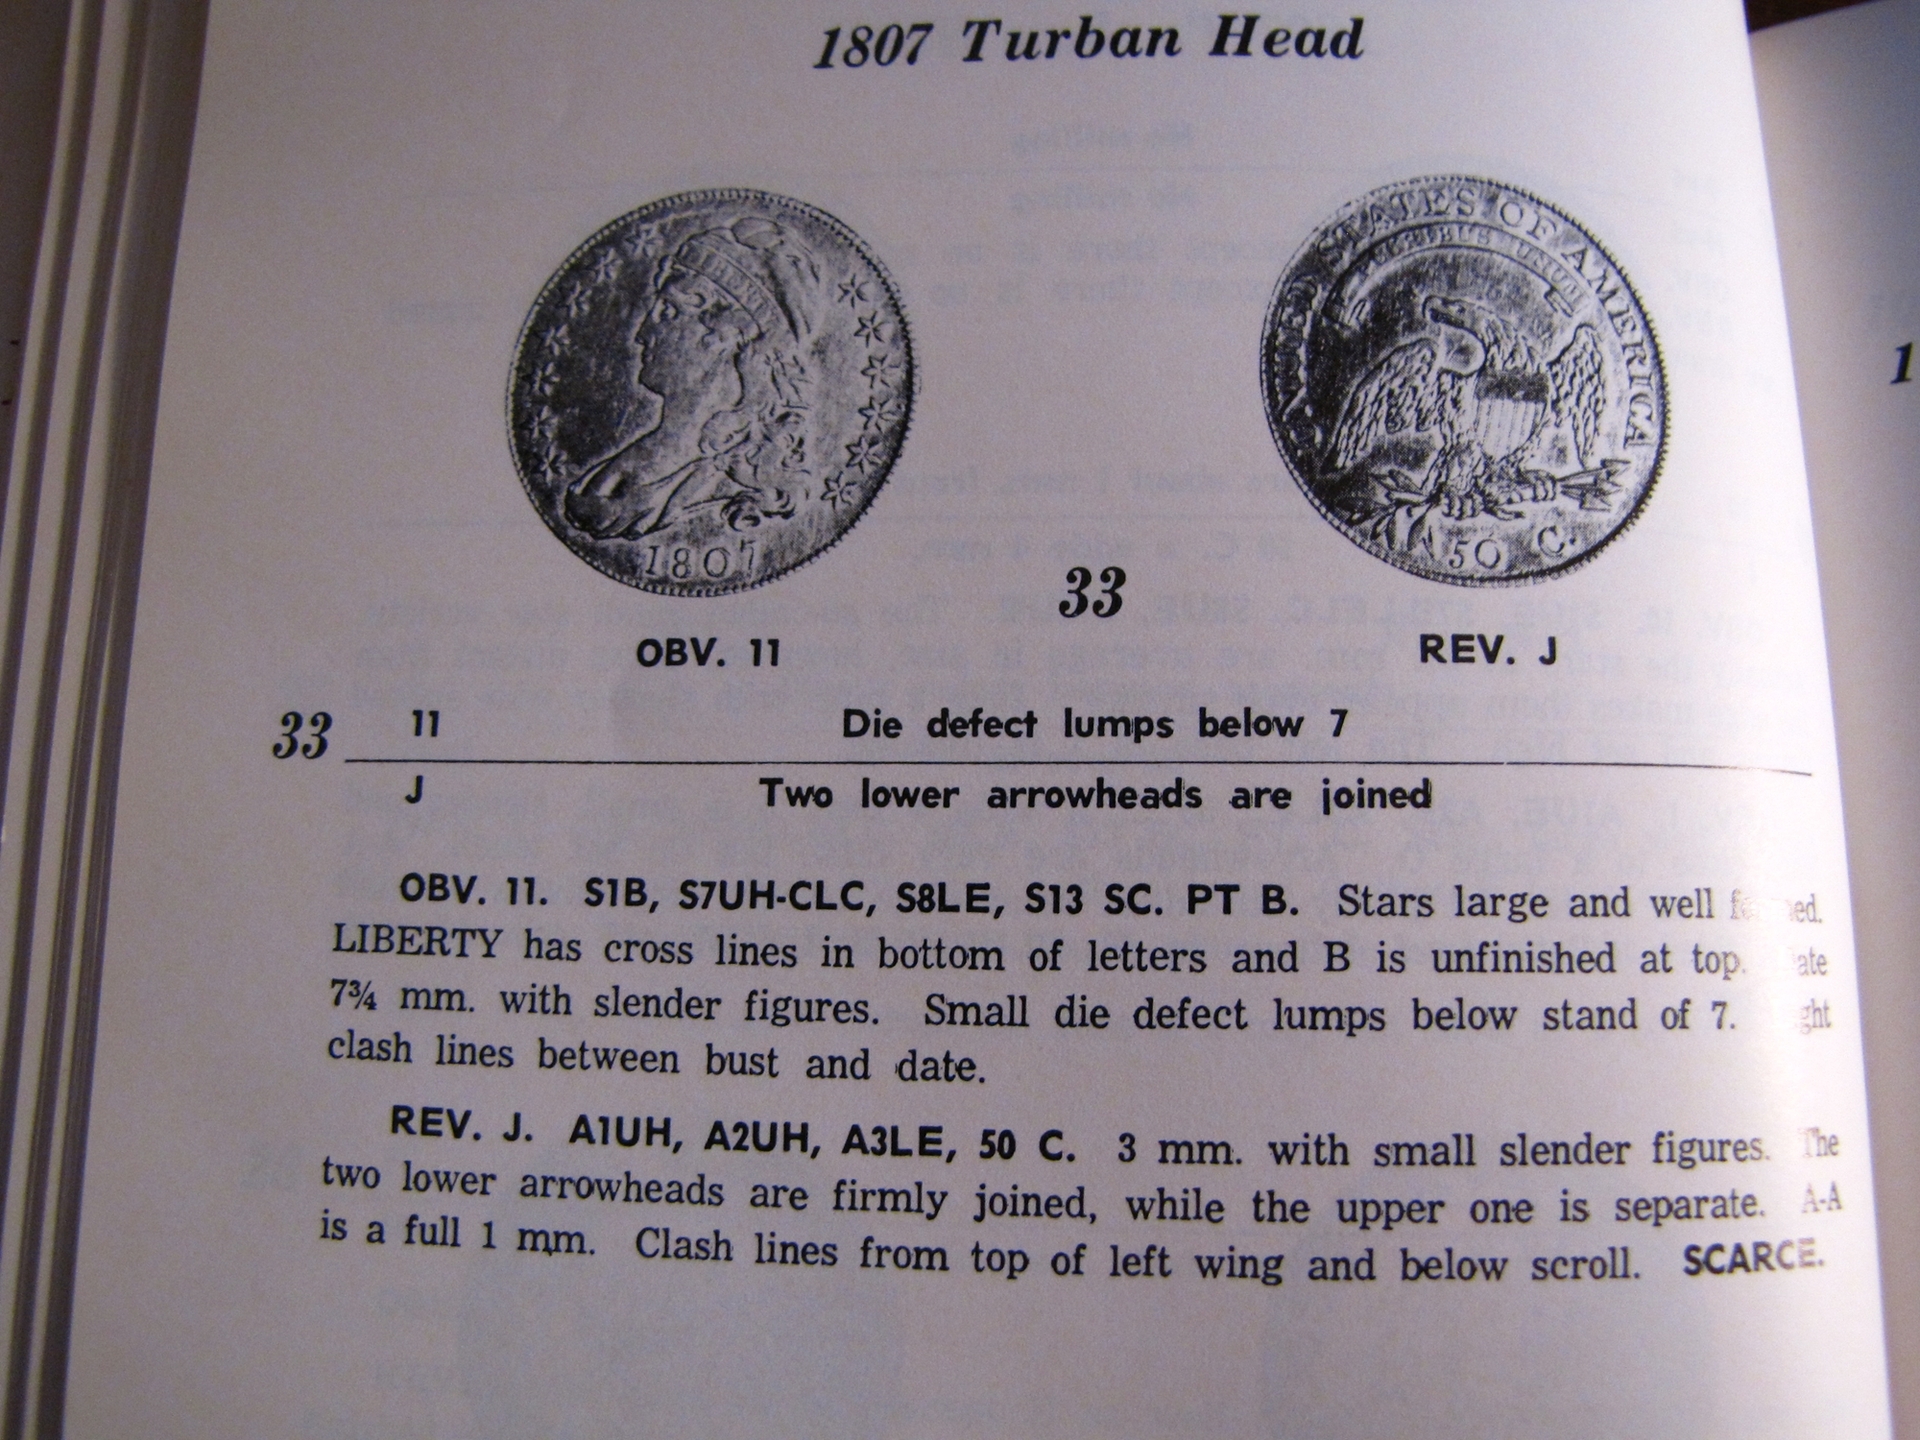 1807 Turban Head
LIBERTY
1807
STATES OF AMERICA
PLURIBUS UNUM
50 C.
33
OBV. 11 REV. J
33 11 Die defect lumps below 7
J Two lower arrowheads are joined
OBV. 11. S1B, S7UH-CLC, S8LE, S13 SC. PT B. Stars large and well
LIBERTY has cross lines in bottom of letters and B is unfinished at top.
7¾ mm. with slender figures. Small die defect lumps below stand of 7.
clash lines between bust and date.
REV. J. A1UH, A2UH, A3LE, 50 C. 3 mm. with small slender figures. The
two lower arrowheads are firmly joined, while the upper one is separate. A-A
is a full 1 mm. Clash lines from top of left wing and below scroll. SCARCE.
1